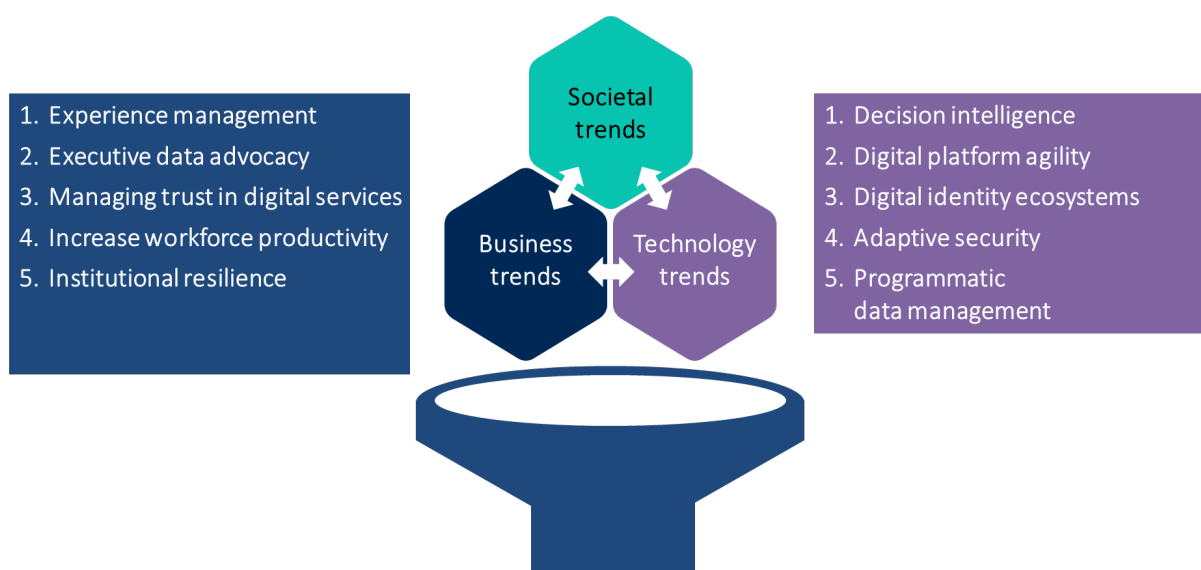 Societal
trends
Business
trends
Technology
trends
1. Experience management
2. Executive data advocacy
3. Managing trust in digital services
4. Increase workforce productivity
5. Institutional resilience
1. Decision intelligence
2. Digital platform agility
3. Digital identity ecosystems
4. Adaptive security
5. Programmatic
data management